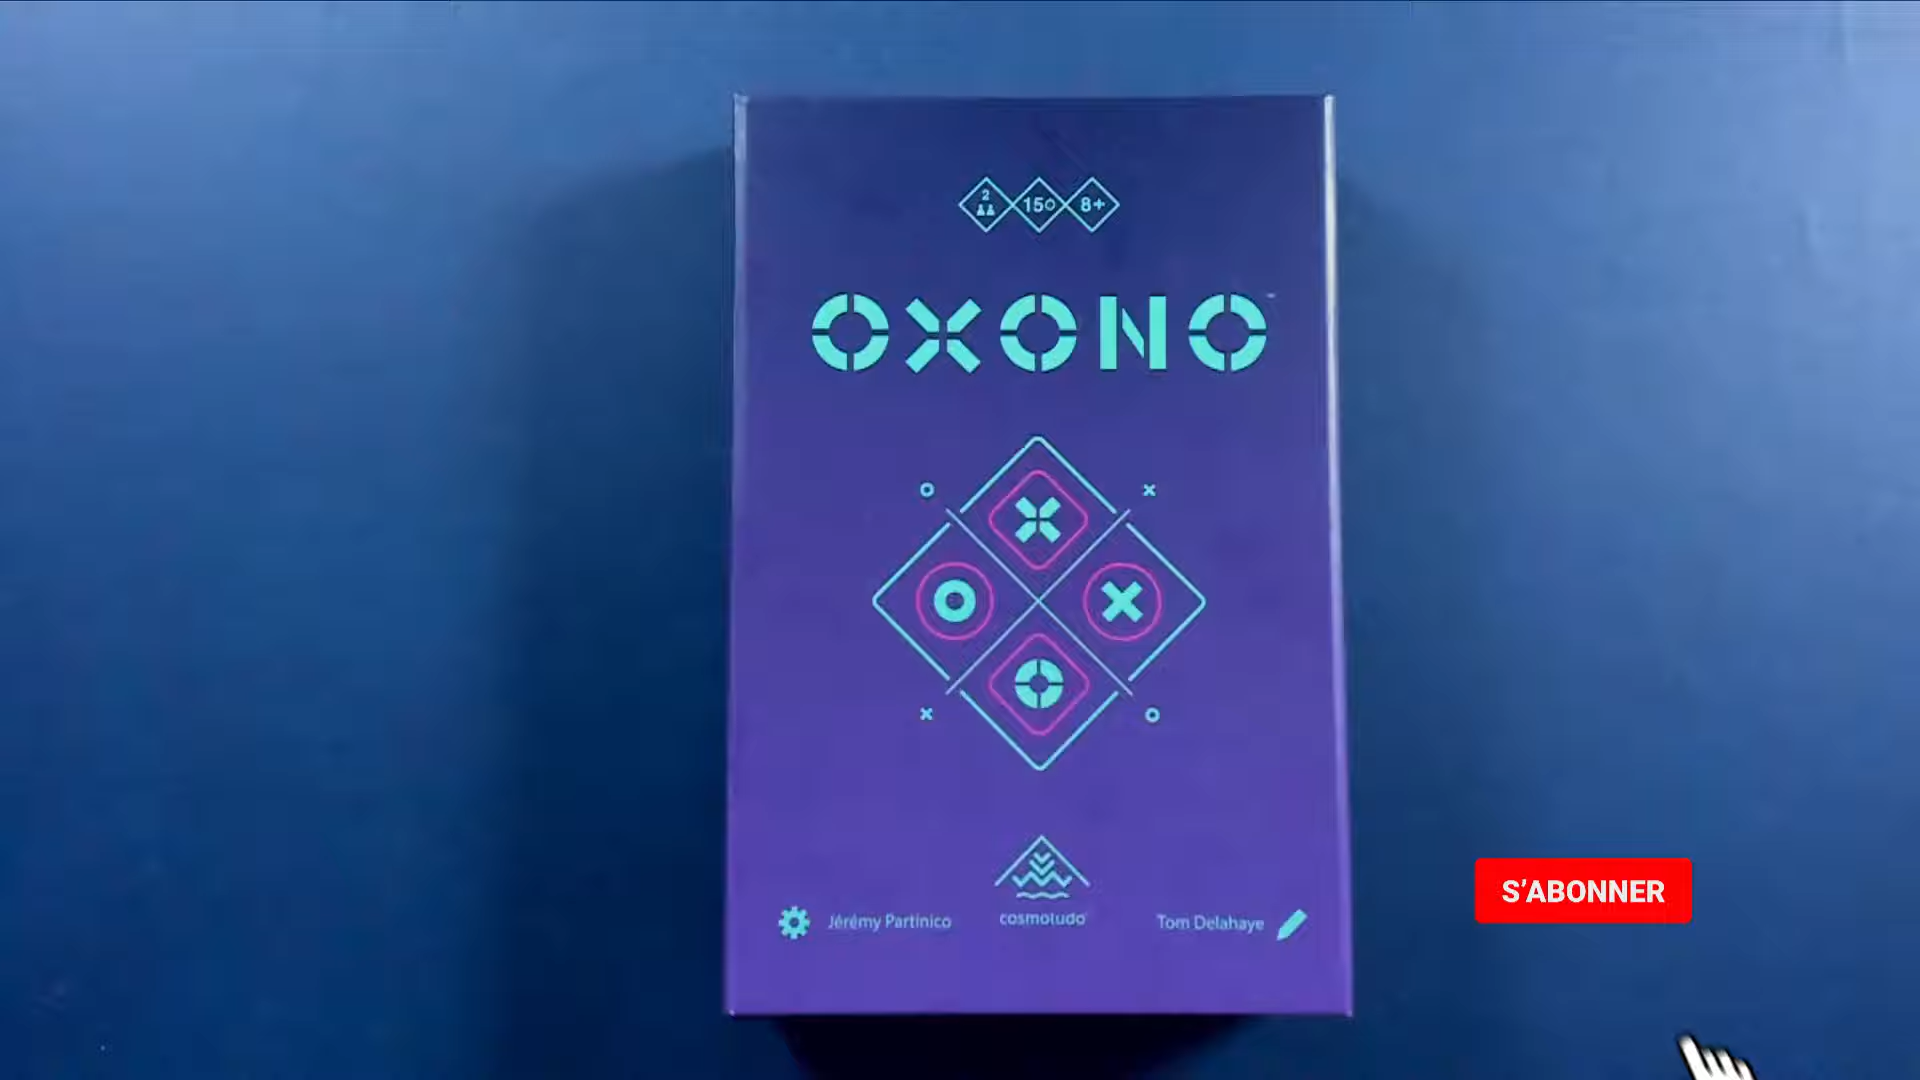 2
15
8+
OXONO
Jérémy Partinico
cosmoludo
Tom Delahaye
S'ABONNER